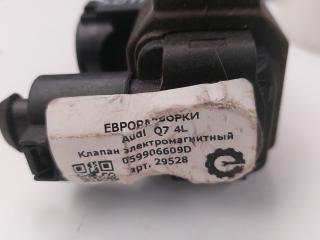 ЕВРОРАЗБОРКИ
Audi Q7 4L
Клапан электромагнитный
059906609D
арт. 29528